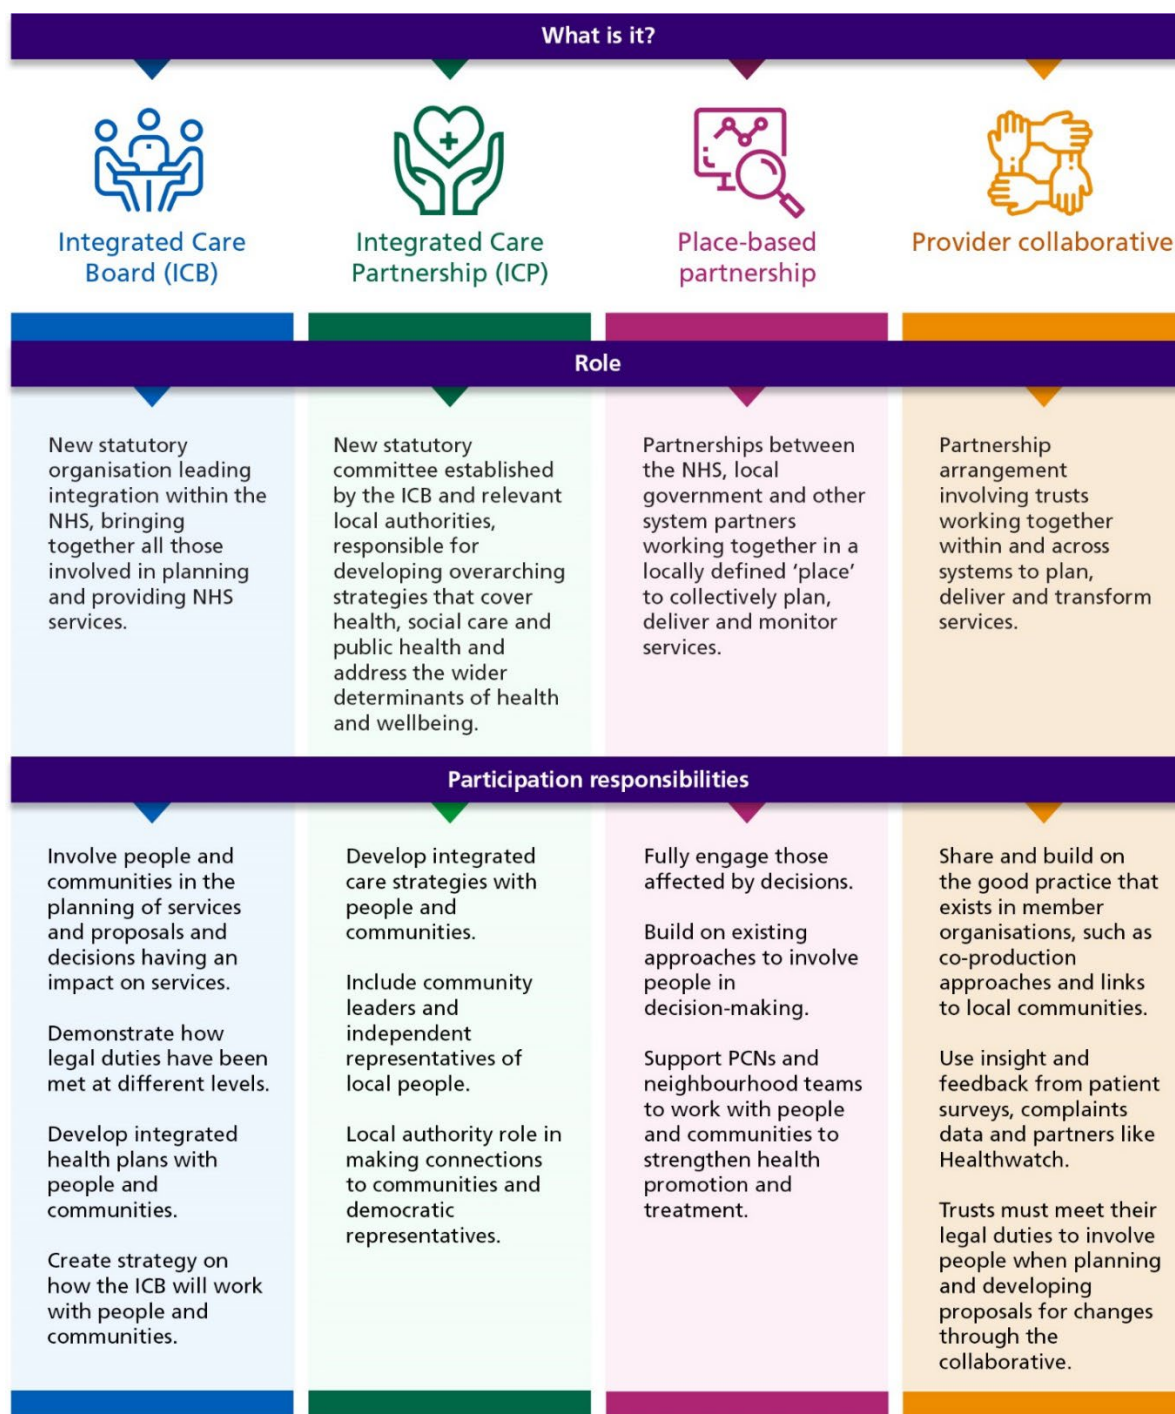 What is it?
Integrated Care
Board (ICB)
Integrated Care
Partnership (ICP)
Place-based
partnership
Provider collaborative
Role
New statutory
organisation leading
integration within the
NHS, bringing
together all those
involved in planning
and providing NHS
services.
New statutory
committee established
by the ICB and relevant
local authorities,
responsible for
developing overarching
strategies that cover
health, social care and
public health and
address the wider
determinants of health
and wellbeing.
Partnerships between
the NHS, local
government and other
system partners
working together in a
locally defined ‘place’
to collectively plan,
deliver and monitor
services.
Partnership
arrangement
involving trusts
working together
within and across
systems to plan,
deliver and transform
services.
Participation responsibilities
Involve people and
communities in the
planning of services
and proposals and
decisions having an
impact on services.
Demonstrate how
legal duties have been
met at different levels.
Develop integrated
health plans with
people and
communities.
Create strategy on
how the ICB will work
with people and
communities.
Develop integrated
care strategies with
people and
communities.
Include community
leaders and
independent
representatives of
local people.
Local authority role in
making connections
to communities and
democratic
representatives.
Fully engage those
affected by decisions.
Build on existing
approaches to involve
people in
decision-making.
Support PCNs and
neighbourhood teams
to work with people
and communities to
strengthen health
promotion and
treatment.
Share and build on
the good practice that
exists in member
organisations, such as
co-production
approaches and links
to local communities.
Use insight and
feedback from patient
surveys, complaints
data and partners like
Healthwatch.
Trusts must meet their
legal duties to involve
people when planning
and developing
proposals for changes
through the
collaborative.